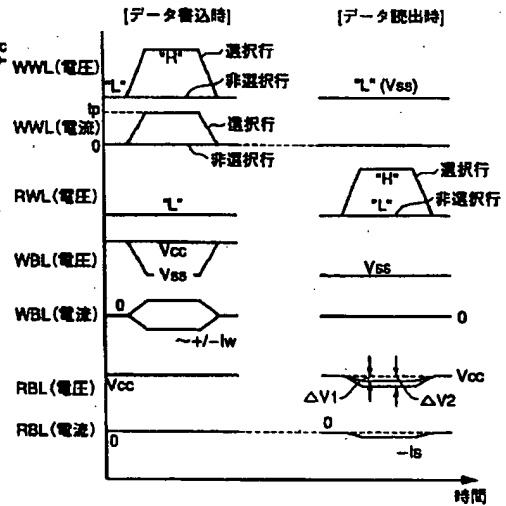 [データ書込時] [データ読出時]
WWL(電圧) "L" "H" 選択行 非選択行 "L" (Vss)
WWL(電流) Ip 0 選択行 非選択行
RWL(電圧) "L" "H" "L" 選択行 非選択行
WBL(電圧) Vcc Vss Vss
WBL(電流) 0 ~+/-Iw 0
RBL(電圧) Vcc ΔV1 ΔV2 Vcc
RBL(電流) 0 0 -Is
時間